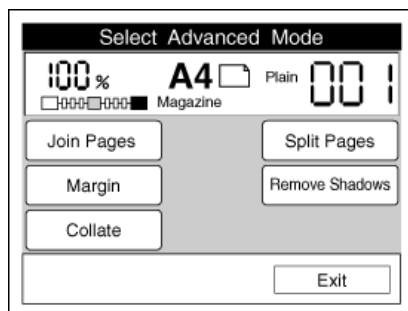 Select Advanced Mode
100 % A4 Plain 001
Magazine
Join Pages Split Pages
Margin Remove Shadows
Collate
Exit